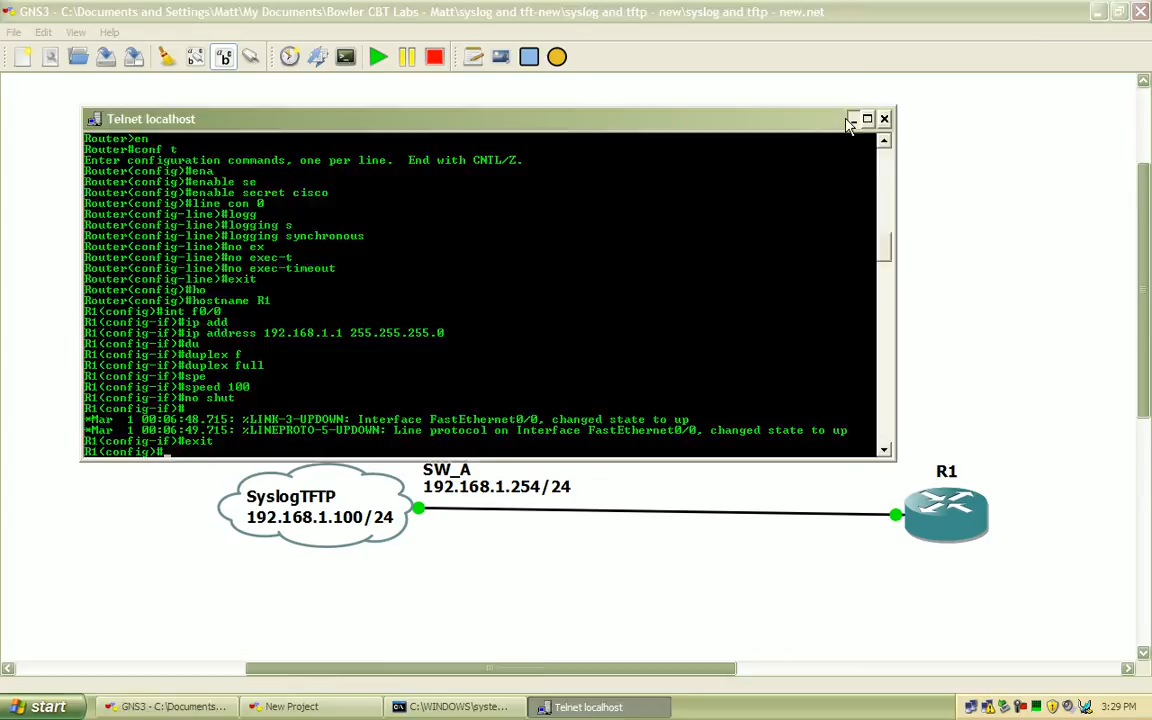 GNS3 - C:\Documents and Settings\Matt\My Documents\Bowler CBT Labs - Matt\syslog and tft-new\syslog and tftp - new\syslog and tftp - new.net
File Edit View Help
Telnet localhost
Router>en
Router#conf t
Enter configuration commands, one per line.  End with CNTL/Z.
Router(config)#ena
Router(config)#enable se
Router(config)#enable secret cisco
Router(config)#line con 0
Router(config-line)#logg
Router(config-line)#logging s
Router(config-line)#logging synchronous
Router(config-line)#no ex
Router(config-line)#no exec-t
Router(config-line)#no exec-timeout
Router(config-line)#exit
Router(config)#ho
Router(config)#hostname R1
R1(config)#int f0/0
R1(config-if)#ip add
R1(config-if)#ip address 192.168.1.1 255.255.255.0
R1(config-if)#du
R1(config-if)#duplex f
R1(config-if)#duplex full
R1(config-if)#spe
R1(config-if)#speed 100
R1(config-if)#no shut
R1(config-if)#
*Mar  1 00:06:48.715: %LINK-3-UPDOWN: Interface FastEthernet0/0, changed state to up
*Mar  1 00:06:49.715: %LINEPROTO-5-UPDOWN: Line protocol on Interface FastEthernet0/0, changed state to up
R1(config-if)#exit
R1(config)#
SW_A
192.168.1.254/24
R1
SyslogTFTP
192.168.1.100/24
start
GNS3 - C:\Documents...
New Project
C:\WINDOWS\syste...
Telnet localhost
3:29 PM